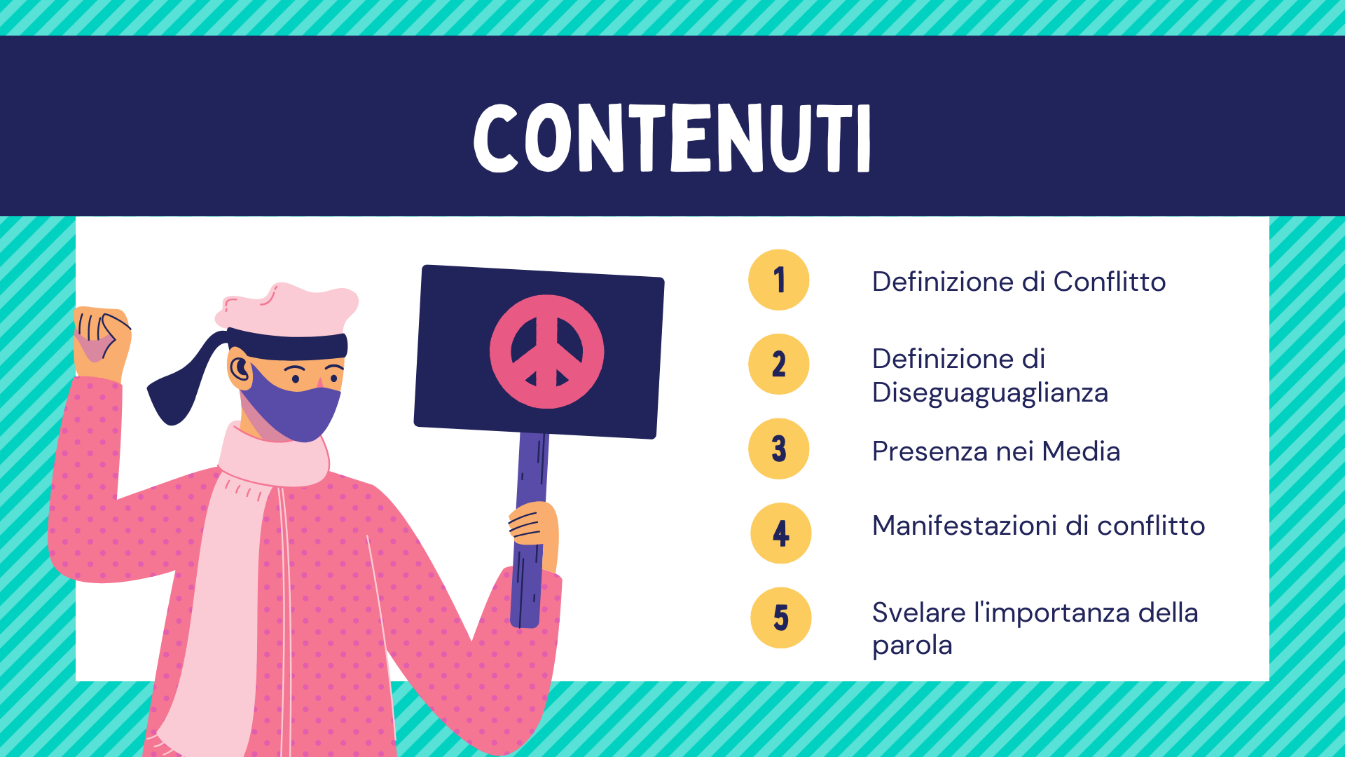 CONTENUTI
1 Definizione di Conflitto
2 Definizione di
Diseguaguaglianza
3 Presenza nei Media
4 Manifestazioni di conflitto
5 Svelare l'importanza della
parola